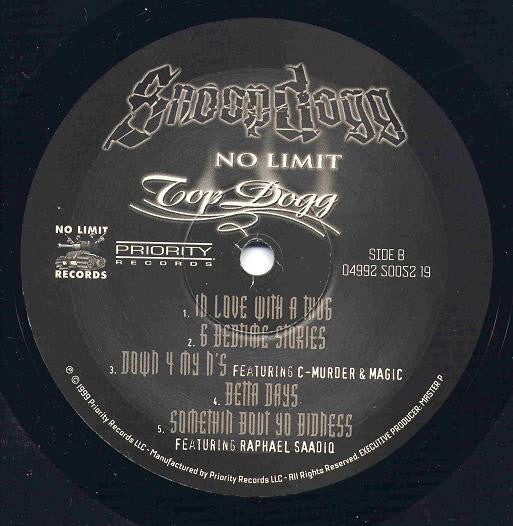 Snoop Dogg
NO LIMIT
Top Dogg
NO LIMIT
RECORDS
PRIORITY
RECORDS
SIDE B
04992 S0052 19
1. IN LOVE WITH A THUG
2. G BEDTIME STORIES
3. DOWN 4 MY N'S FEATURING C-MURDER & MAGIC
4. BETTA DAYS
5. SOMETHIN BOUT YO BIDNESS
FEATURING RAPHAEL SAADIQ
℗ © 1999 Priority Records LLC - Manufactured by Priority Records LLC - All Rights Reserved. EXECUTIVE PRODUCER: MASTER P